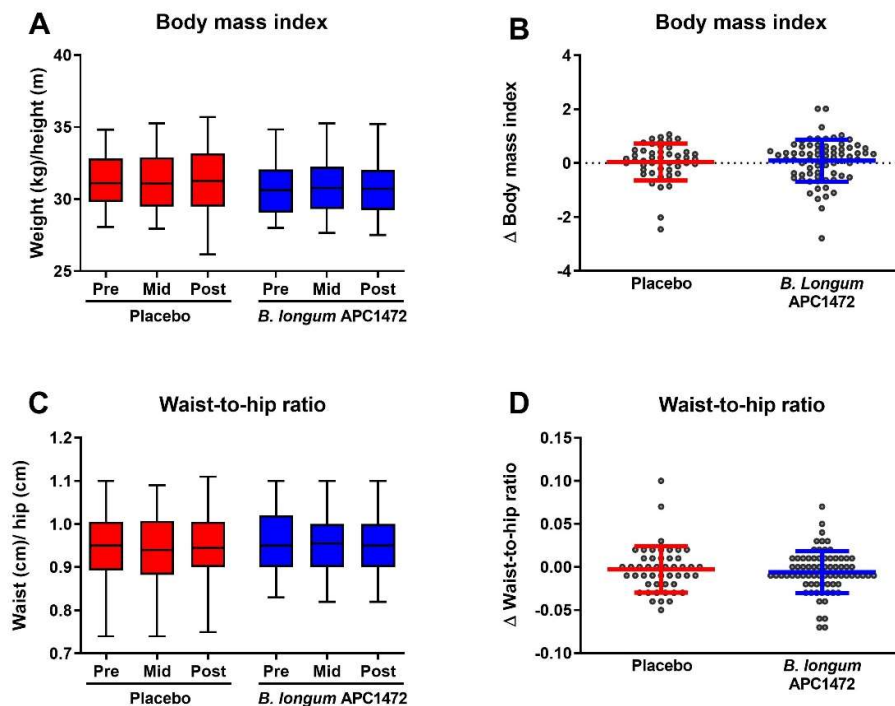 A
Body mass index
Weight (kg)/height (m)
40
35
30
25
Pre Mid Post Pre Mid Post
Placebo B. longum APC1472
B
Body mass index
Δ Body mass index
4
2
0
-2
-4
Placebo B. Longum
APC1472
C
Waist-to-hip ratio
Waist (cm)/ hip (cm)
1.2
1.1
1.0
0.9
0.8
0.7
Pre Mid Post Pre Mid Post
Placebo B. longum APC1472
D
Waist-to-hip ratio
Δ Waist-to-hip ratio
0.15
0.10
0.05
0.00
-0.05
-0.10
Placebo B. longum
APC1472